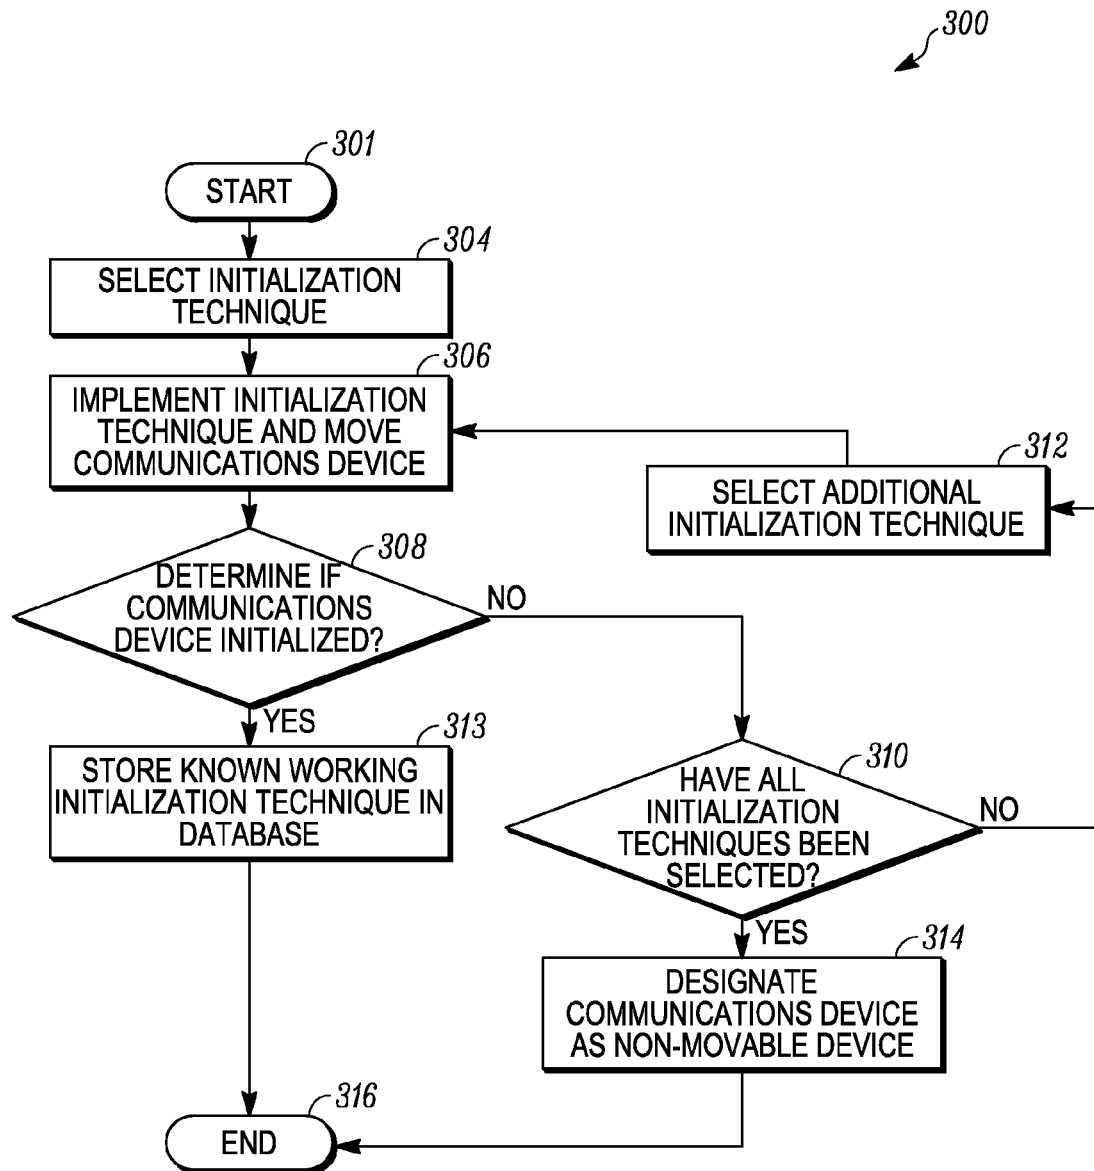 300
301
START
304
SELECT INITIALIZATION
TECHNIQUE
306
IMPLEMENT INITIALIZATION
TECHNIQUE AND MOVE
COMMUNICATIONS DEVICE
312
SELECT ADDITIONAL
INITIALIZATION TECHNIQUE
308
DETERMINE IF
COMMUNICATIONS
DEVICE INITIALIZED?
NO
YES
313
STORE KNOWN WORKING
INITIALIZATION TECHNIQUE IN
DATABASE
310
HAVE ALL
INITIALIZATION
TECHNIQUES BEEN
SELECTED?
NO
YES
314
DESIGNATE
COMMUNICATIONS DEVICE
AS NON-MOVABLE DEVICE
316
END